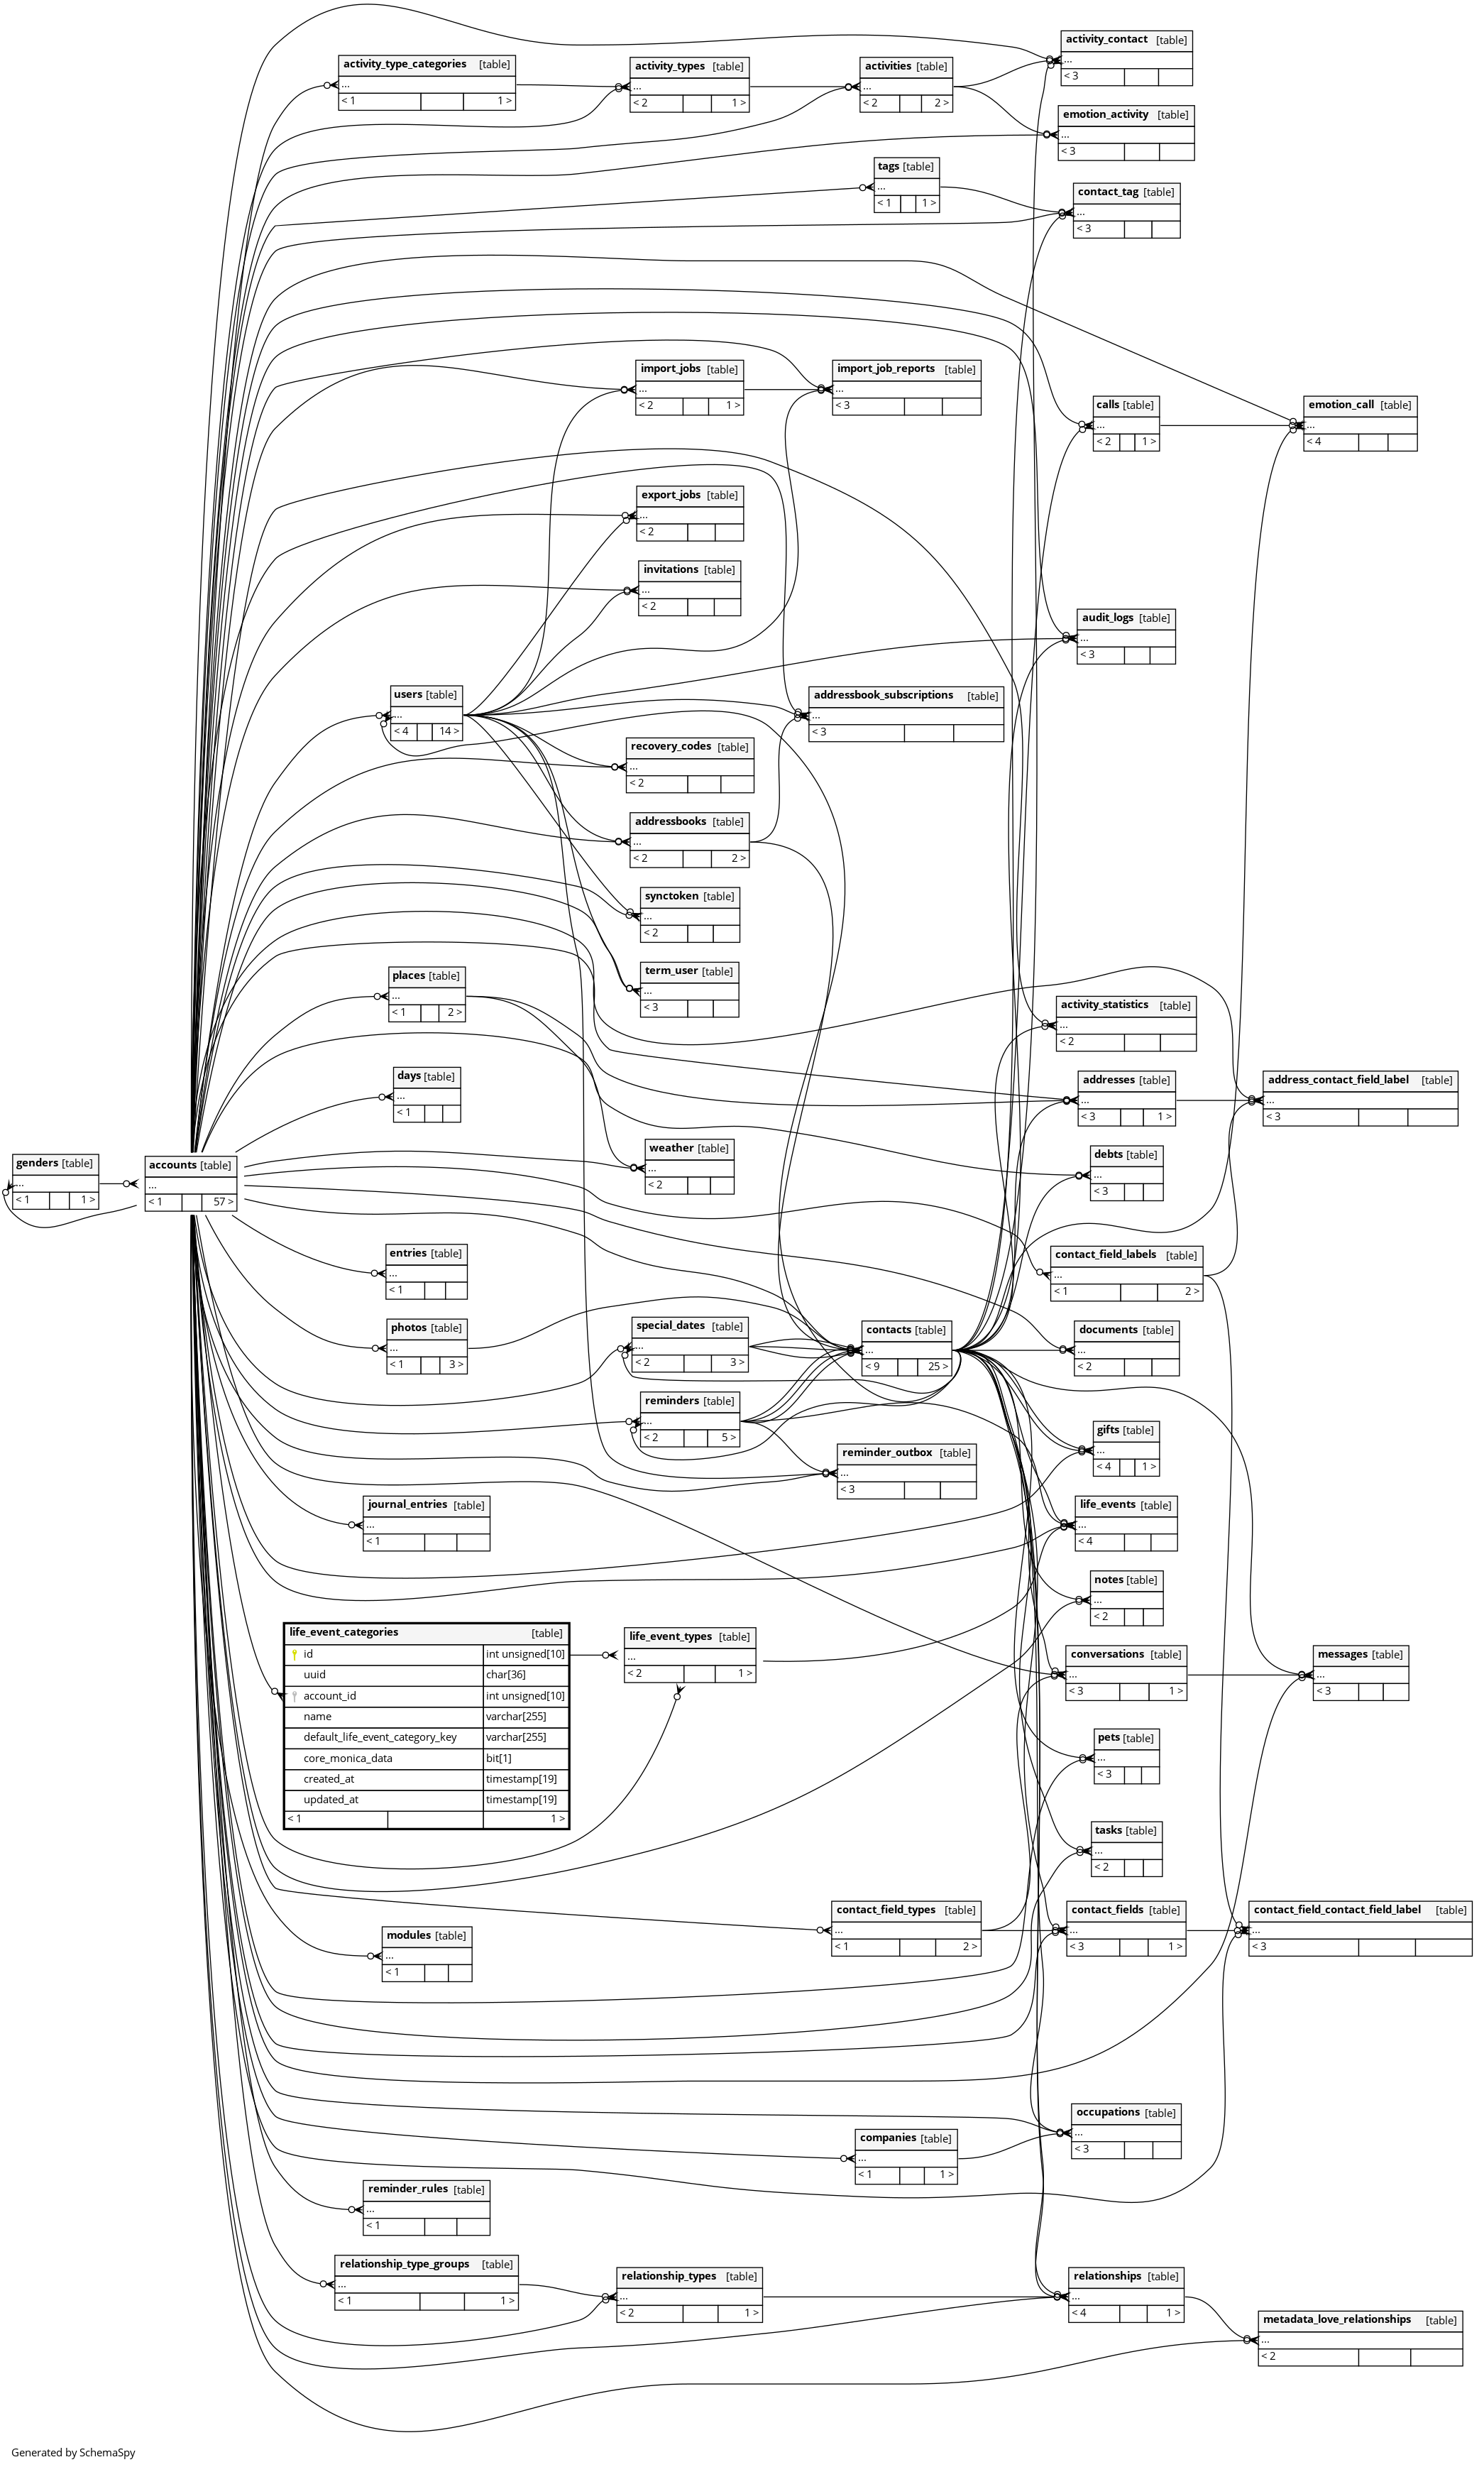 activity_contact [table]
...
< 3
activity_type_categories [table]
...
< 1 1 >
activity_types [table]
...
< 2 1 >
activities [table]
...
< 2 2 >
emotion_activity [table]
...
< 3
tags [table]
...
< 1 1 >
contact_tag [table]
...
< 3
import_jobs [table]
...
< 2 1 >
import_job_reports [table]
...
< 3
calls [table]
...
< 2 1 >
emotion_call [table]
...
< 4
export_jobs [table]
...
< 2
invitations [table]
...
< 2
audit_logs [table]
...
< 3
users [table]
...
< 4 14 >
addressbook_subscriptions [table]
...
< 3
recovery_codes [table]
...
< 2
addressbooks [table]
...
< 2 2 >
synctoken [table]
...
< 2
term_user [table]
...
< 3
places [table]
...
< 1 2 >
activity_statistics [table]
...
< 2
days [table]
...
< 1
addresses [table]
...
< 3 1 >
address_contact_field_label [table]
...
< 3
weather [table]
...
< 2
debts [table]
...
< 3
genders [table]
...
< 1 1 >
accounts [table]
...
< 1 57 >
entries [table]
...
< 1
contact_field_labels [table]
...
< 1 2 >
photos [table]
...
< 1 3 >
special_dates [table]
...
< 2 3 >
contacts [table]
...
< 9 25 >
documents [table]
...
< 2
reminders [table]
...
< 2 5 >
gifts [table]
...
< 4 1 >
reminder_outbox [table]
...
< 3
journal_entries [table]
...
< 1
life_events [table]
...
< 4
notes [table]
...
< 2
life_event_categories [table]
id int unsigned[10]
uuid char[36]
account_id int unsigned[10]
name varchar[255]
default_life_event_category_key varchar[255]
core_monica_data bit[1]
created_at timestamp[19]
updated_at timestamp[19]
< 1 1 >
life_event_types [table]
...
< 2 1 >
conversations [table]
...
< 3 1 >
messages [table]
...
< 3
pets [table]
...
< 3
tasks [table]
...
< 2
contact_field_types [table]
...
< 1 2 >
contact_fields [table]
...
< 3 1 >
contact_field_contact_field_label [table]
...
< 3
modules [table]
...
< 1
occupations [table]
...
< 3
companies [table]
...
< 1 1 >
reminder_rules [table]
...
< 1
relationship_type_groups [table]
...
< 1 1 >
relationship_types [table]
...
< 2 1 >
relationships [table]
...
< 4 1 >
metadata_love_relationships [table]
...
< 2
Generated by SchemaSpy